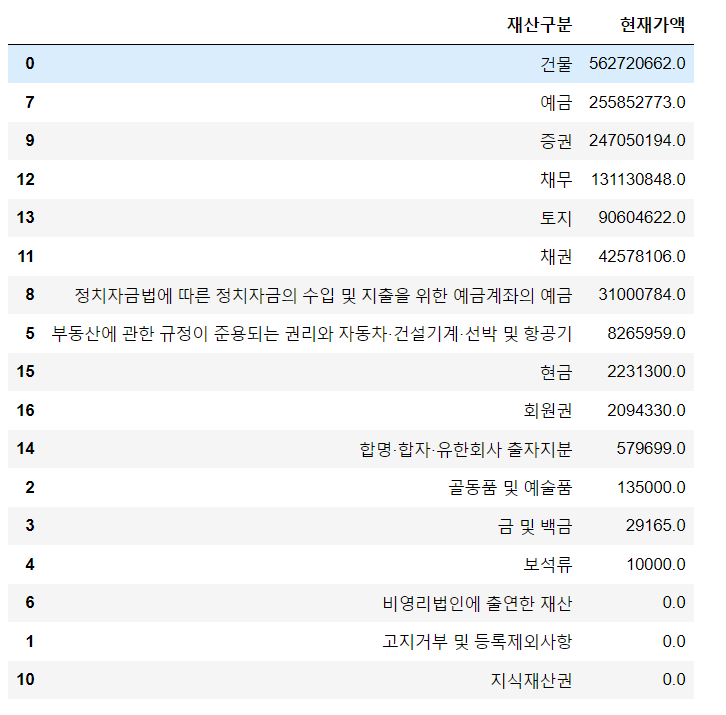 재산구분 현재가액
0 건물 562720662.0
7 예금 255852773.0
9 증권 247050194.0
12 채무 131130848.0
13 토지 90604622.0
11 채권 42578106.0
8 정치자금법에 따른 정치자금의 수입 및 지출을 위한 예금계좌의 예금 31000784.0
5 부동산에 관한 규정이 준용되는 권리와 자동차·건설기계·선박 및 항공기 8265959.0
15 현금 2231300.0
16 회원권 2094330.0
14 합명·합자·유한회사 출자지분 579699.0
2 골동품 및 예술품 135000.0
3 금 및 백금 29165.0
4 보석류 10000.0
6 비영리법인에 출연한 재산 0.0
1 고지거부 및 등록제외사항 0.0
10 지식재산권 0.0